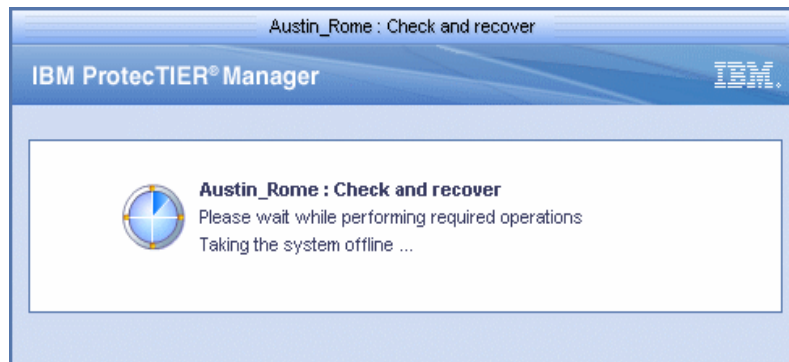 Austin_Rome : Check and recover
IBM ProtecTIER® Manager
IBM.
Austin_Rome : Check and recover
Please wait while performing required operations
Taking the system offline ...